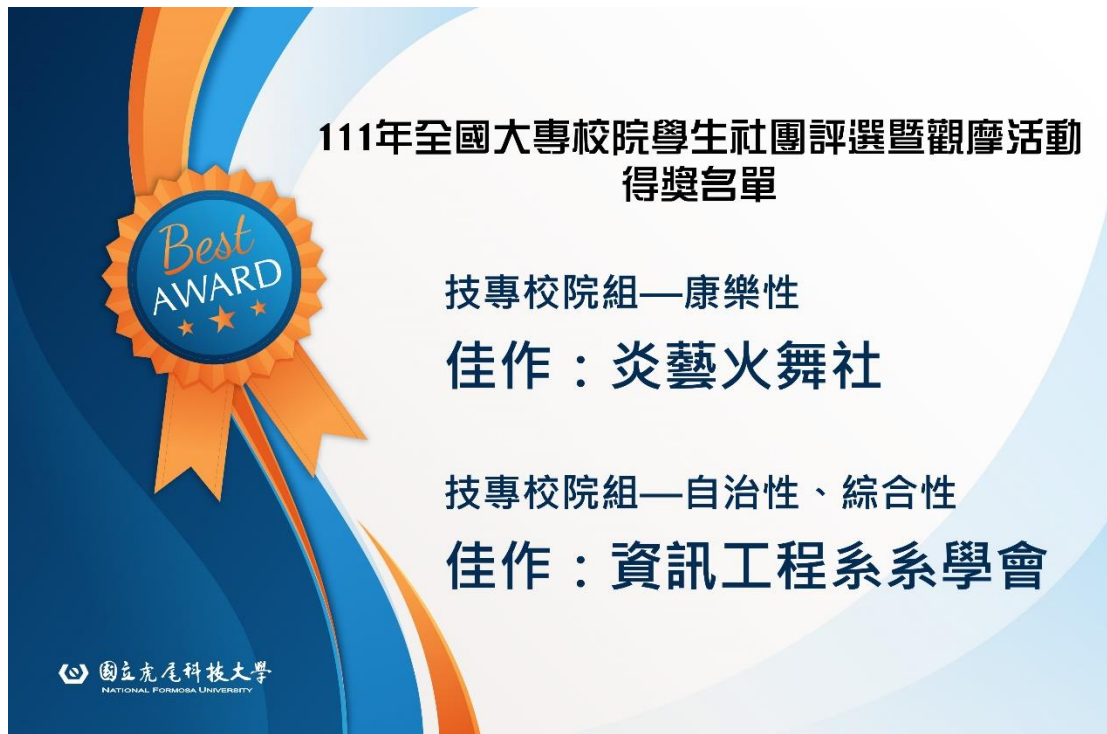 111年全國大專校院學生社團評選暨觀摩活動
得獎名單
Best
AWARD
技專校院組—康樂性
佳作：炎藝火舞社
技專校院組—自治性、綜合性
佳作：資訊工程系系學會
國立虎尾科技大學
NATIONAL FORMOSA UNIVERSITY